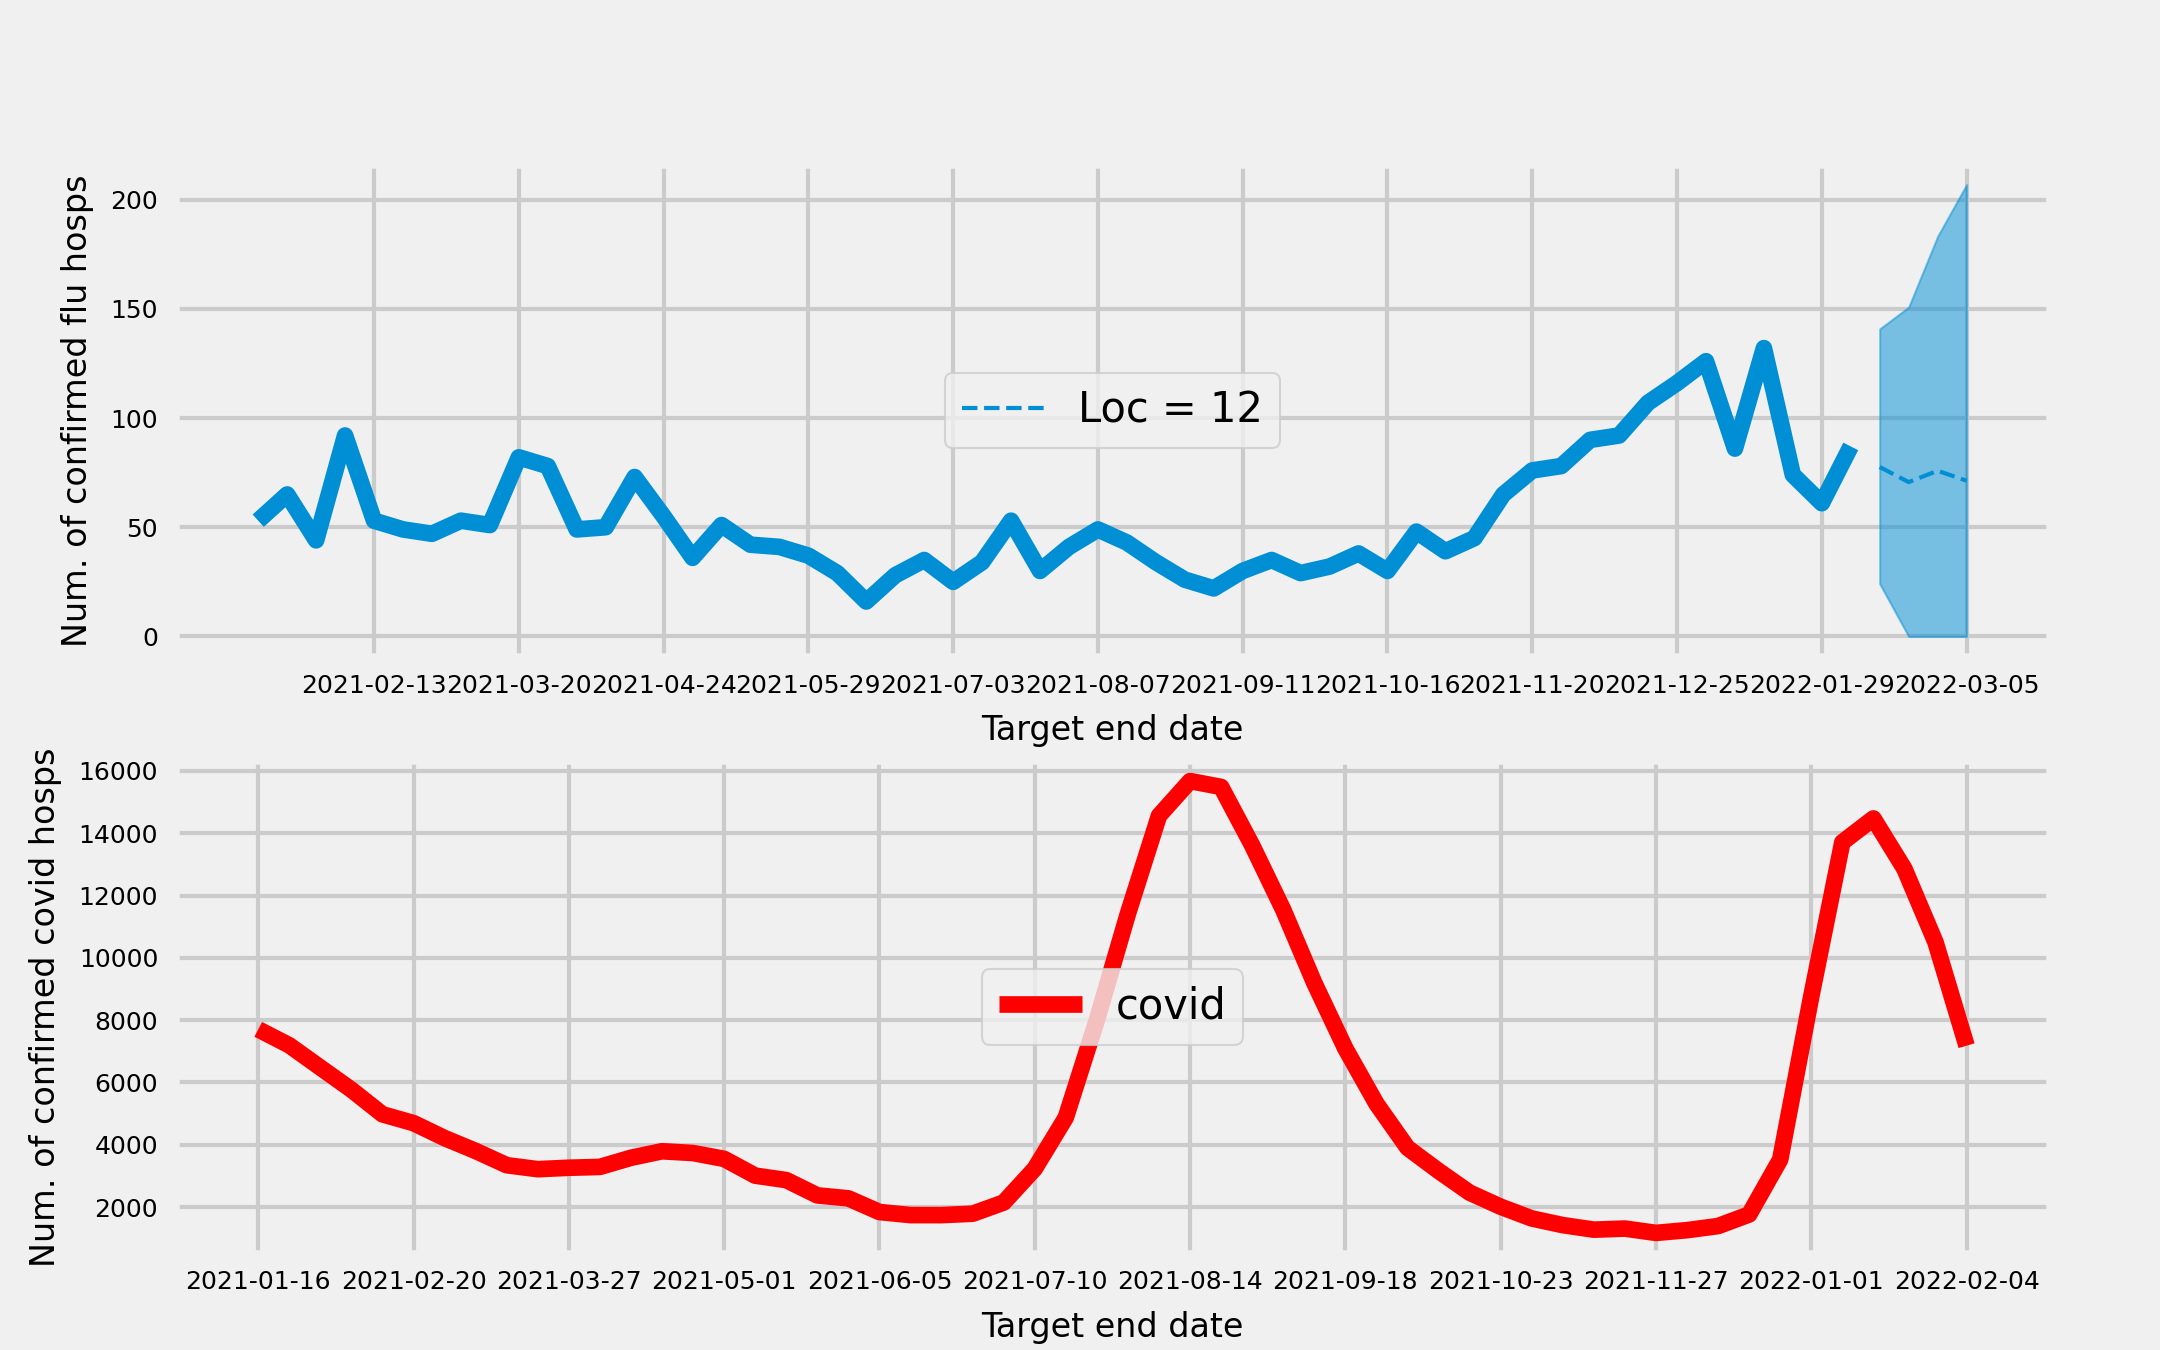 Num. of confirmed flu hosps
200
150
100
50
0
Loc = 12
2021-02-13 2021-03-20 2021-04-24 2021-05-29 2021-07-03 2021-08-07 2021-09-11 2021-10-16 2021-11-20 2021-12-25 2022-01-29 2022-03-05
Target end date
Num. of confirmed covid hosps
16000
14000
12000
10000
8000
6000
4000
2000
covid
2021-01-16 2021-02-20 2021-03-27 2021-05-01 2021-06-05 2021-07-10 2021-08-14 2021-09-18 2021-10-23 2021-11-27 2022-01-01 2022-02-04
Target end date